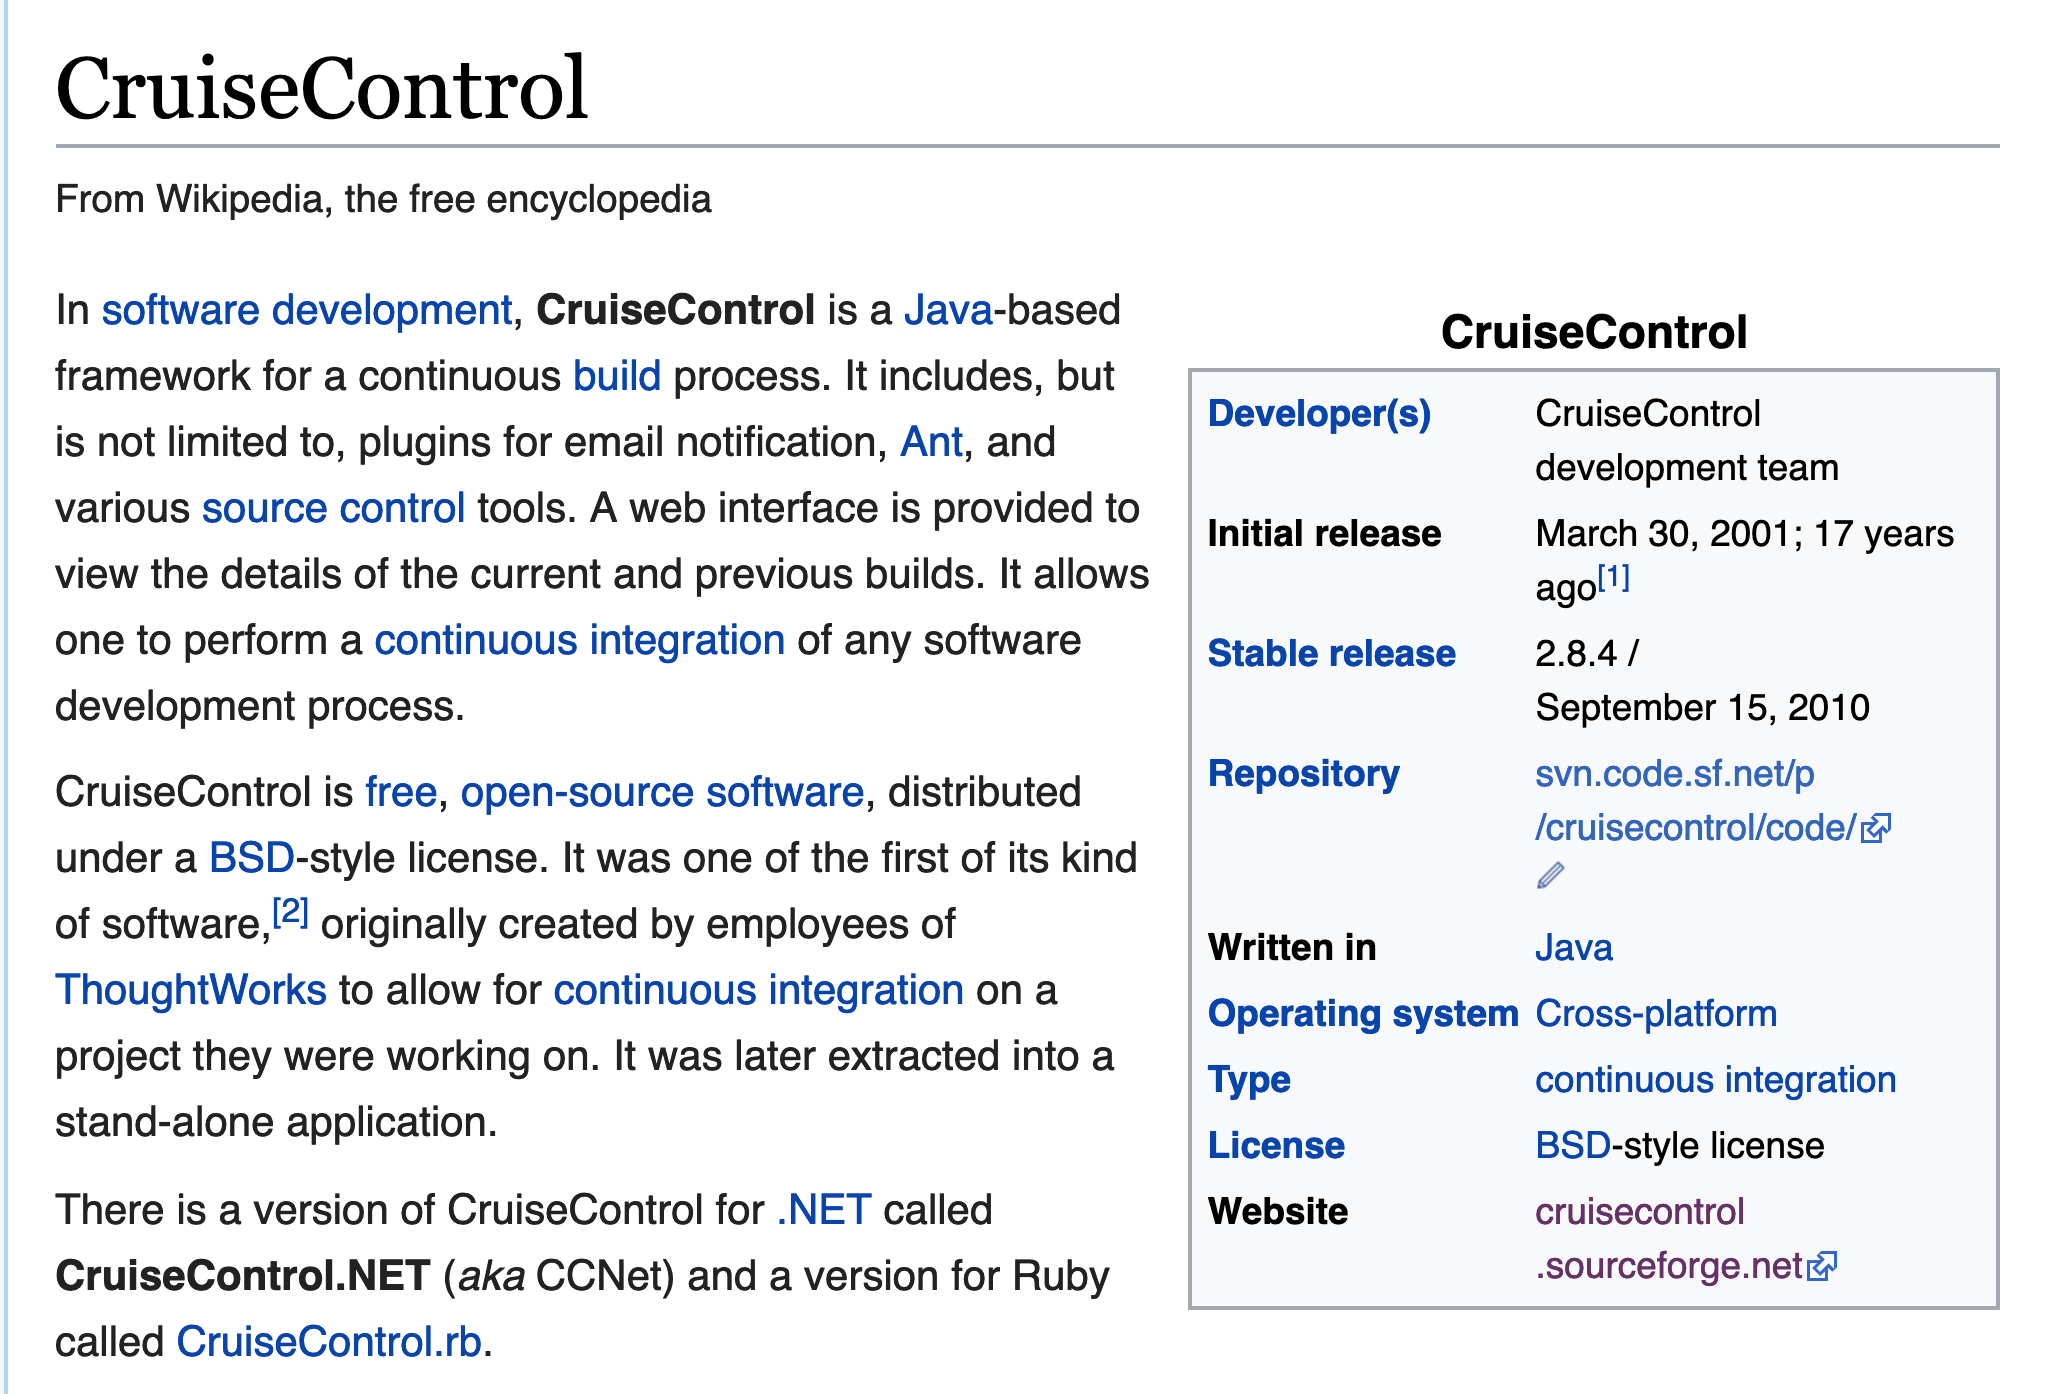 CruiseControl
From Wikipedia, the free encyclopedia
In software development, CruiseControl is a Java-based
framework for a continuous build process. It includes, but
is not limited to, plugins for email notification, Ant, and
various source control tools. A web interface is provided to
view the details of the current and previous builds. It allows
one to perform a continuous integration of any software
development process.
CruiseControl is free, open-source software, distributed
under a BSD-style license. It was one of the first of its kind
of software,[2] originally created by employees of
ThoughtWorks to allow for continuous integration on a
project they were working on. It was later extracted into a
stand-alone application.
There is a version of CruiseControl for .NET called
CruiseControl.NET (aka CCNet) and a version for Ruby
called CruiseControl.rb.
CruiseControl
Developer(s) CruiseControl
development team
Initial release March 30, 2001; 17 years
ago[1]
Stable release 2.8.4 /
September 15, 2010
Repository svn.code.sf.net/p
/cruisecontrol/code/
Written in Java
Operating system Cross-platform
Type continuous integration
License BSD-style license
Website cruisecontrol
.sourceforge.net